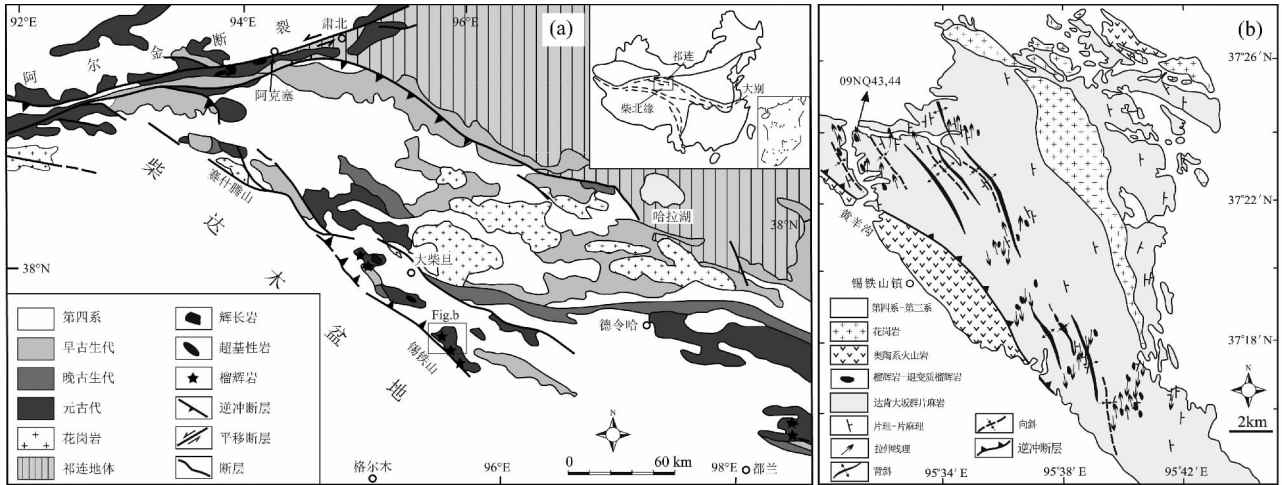 92°E
94°E
96°E
(a)
阿尔金断裂
肃北
阿克塞
赛什腾山
柴达木盆地
38°N
大柴旦
Fig.b
锡铁山
哈拉湖
38°N
德令哈
格尔木
96°E
98°E
都兰
N
0
60 km
祁连
柴北缘
大别
第四系
早古生代
晚古生代
元古代
花岗岩
祁连地体
辉长岩
超基性岩
榴辉岩
逆冲断层
平移断层
断层
(b)
09NQ43,44
黄羊沟
锡铁山镇
37°26′N
37°22′N
37°18′N
N
2km
95°34′E
95°38′E
95°42′E
第四系-第三系
花岗岩
奥陶系火山岩
榴辉岩-退变质榴辉岩
达肯大坂群片麻岩
片理-片麻理
拉伸线理
背斜
向斜
逆冲断层